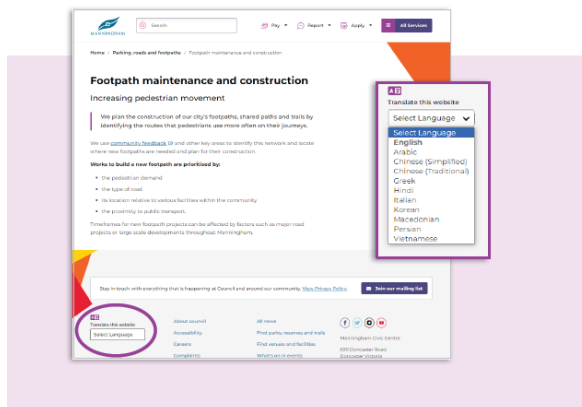 MANNINGHAM
Search
Pay
Report
Apply
All Services
Home / Parking, roads and footpaths / Footpath maintenance and construction
Footpath maintenance and construction
Increasing pedestrian movement
We plan the construction of our city's footpaths, shared paths and trails by
identifying the routes that pedestrians use more often on their journeys.
We use community feedback and other key areas to identify this network and locate
where new footpaths are needed and plan for their construction.
Works to build a new footpath are prioritised by:
• the pedestrian demand
• the type of road
• its location relative to various facilities within the community
• the proximity to public transport.
Timeframes for new footpath projects can be affected by factors such as major road
projects or large scale developments throughout Manningham.
Translate this website
Select Language
Select Language
English
Arabic
Chinese (Simplified)
Chinese (Traditional)
Greek
Hindi
Italian
Korean
Macedonian
Persian
Vietnamese
Stay in touch with everything that is happening at Council and around our community. View Privacy Policy.
Join our mailing list
Translate this website
Select Language
About council
Accessibility
Careers
Complaints
All news
Find parks, reserves and trails
Find venues and facilities
What's on in events
Manningham Civic Centre
699 Doncaster Road
Doncaster Victoria